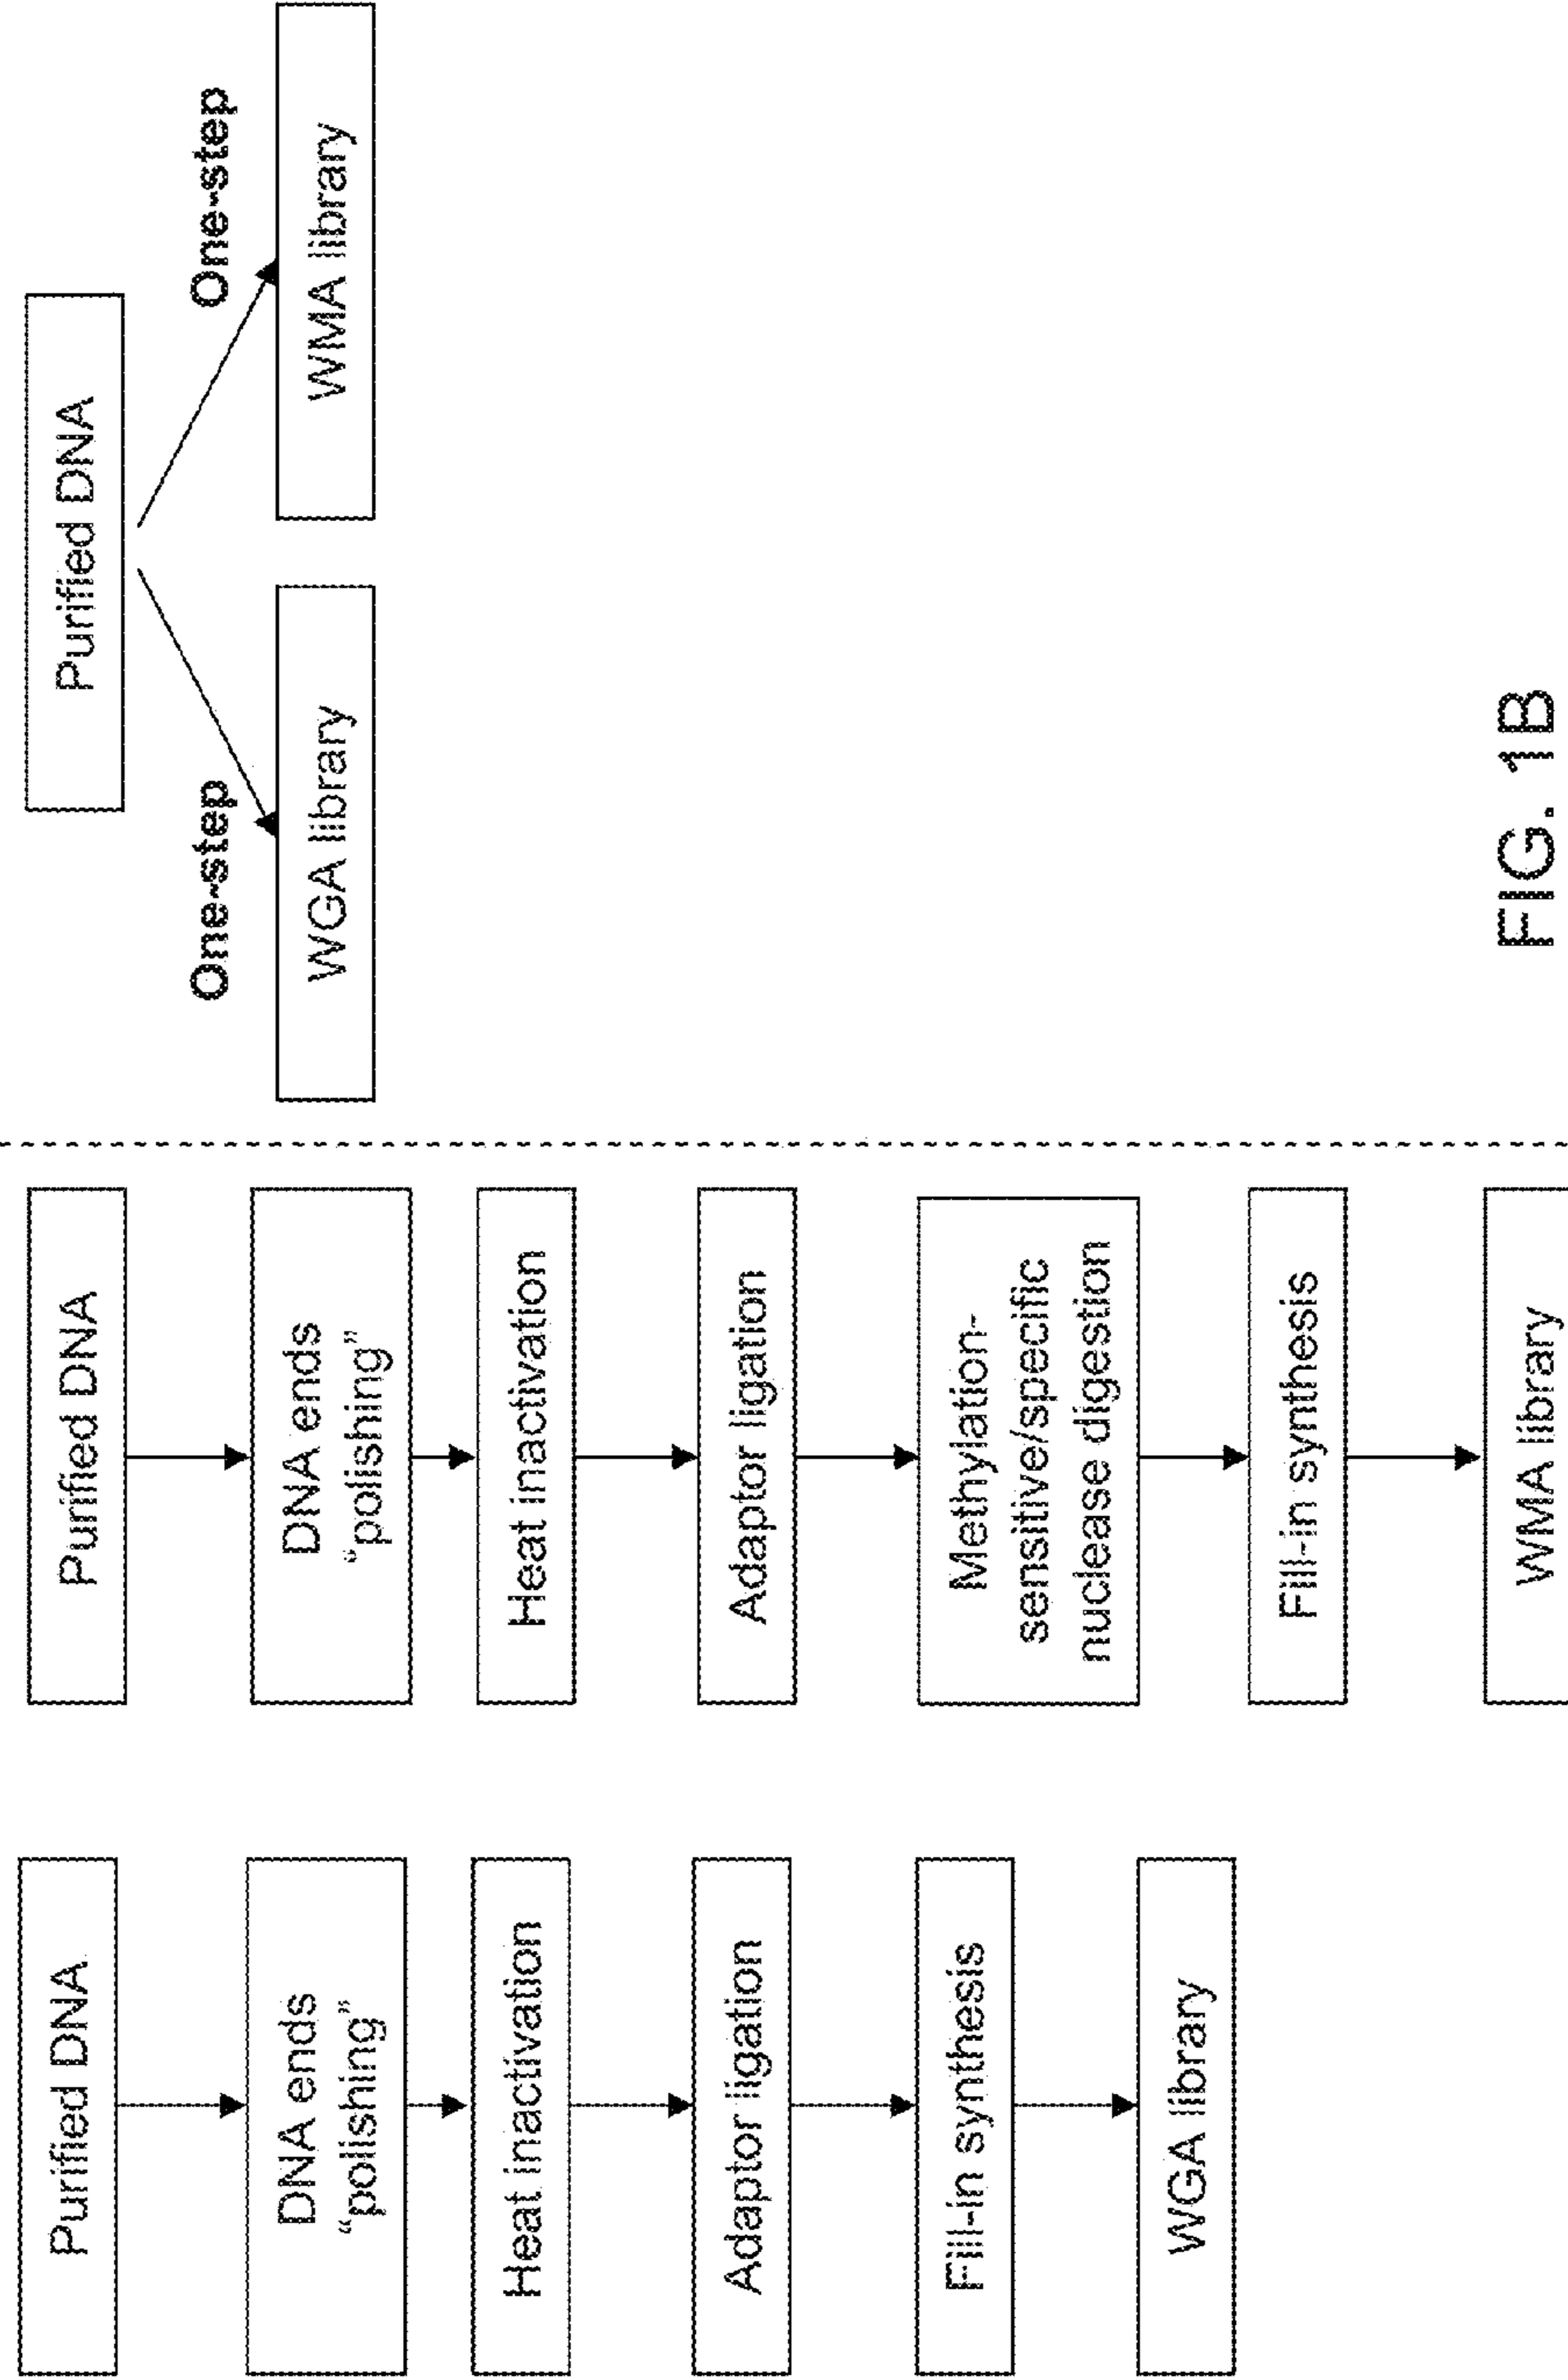 Purified DNA
DNA ends
“polishing”
Heat inactivation
Adaptor ligation
Fill-in synthesis
WGA library
Purified DNA
DNA ends
“polishing”
Heat inactivation
Adaptor ligation
Methylation-
sensitive/specific
nuclease digestion
Fill-in synthesis
WMA library
Purified DNA
One-step
One-step
WGA library
WMA library
FIG. 1B